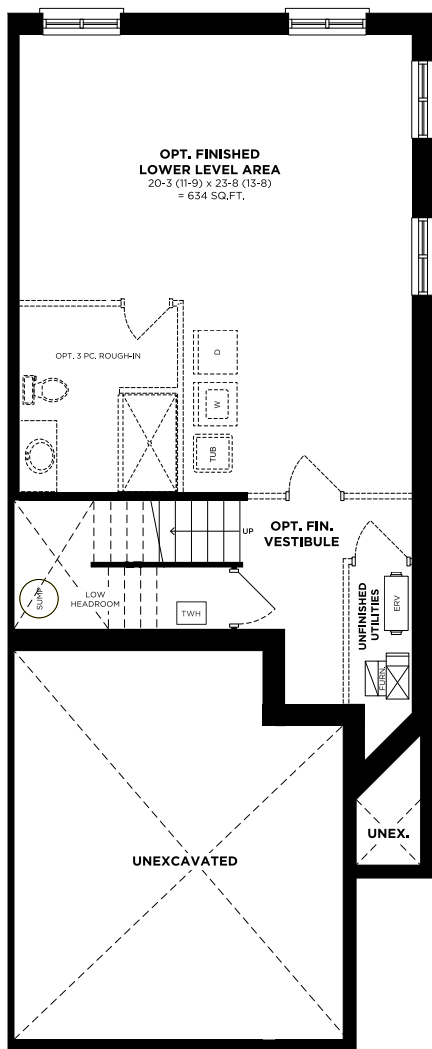 OPT. FINISHED
LOWER LEVEL AREA
20-3 (11-9) x 23-8 (13-8)
= 634 SQ.FT.
OPT. 3 PC. ROUGH-IN
D
W
TUB
UP
OPT. FIN.
VESTIBULE
SUMP
LOW
HEADROOM
TWH
UNFINISHED
UTILITIES
ERV
FURN.
UNEX.
UNEXCAVATED